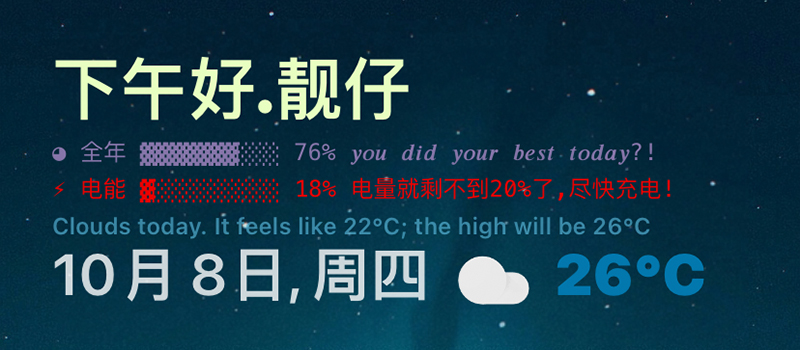 下午好.靓仔
◕ 全年 ▓▓▓▓▓▓▓▓▓▓▓░░░░ 76% you did your best today?!
⚡ 电能 ▓▓░░░░░░░░░░░░░ 18% 电量就剩不到20%了,尽快充电!
Clouds today. It feels like 22°C; the high will be 26°C
10月8日, 周四 26°C